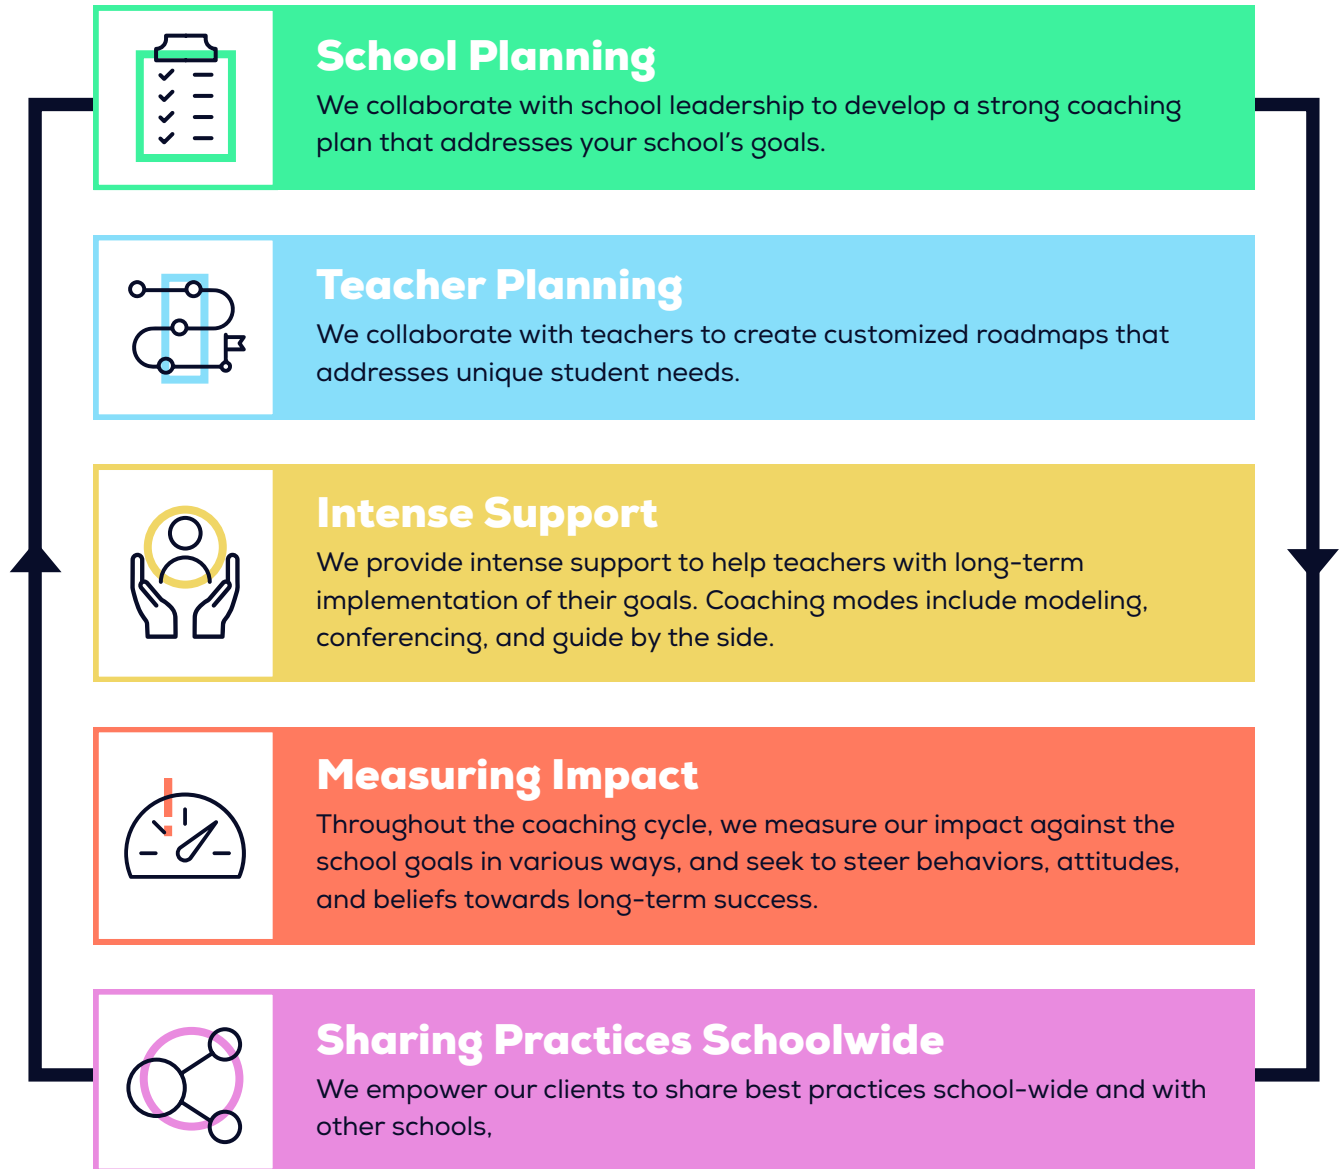 School Planning
We collaborate with school leadership to develop a strong coaching
plan that addresses your school’s goals.
Teacher Planning
We collaborate with teachers to create customized roadmaps that
addresses unique student needs.
Intense Support
We provide intense support to help teachers with long-term
implementation of their goals. Coaching modes include modeling,
conferencing, and guide by the side.
Measuring Impact
Throughout the coaching cycle, we measure our impact against the
school goals in various ways, and seek to steer behaviors, attitudes,
and beliefs towards long-term success.
Sharing Practices Schoolwide
We empower our clients to share best practices school-wide and with
other schools,